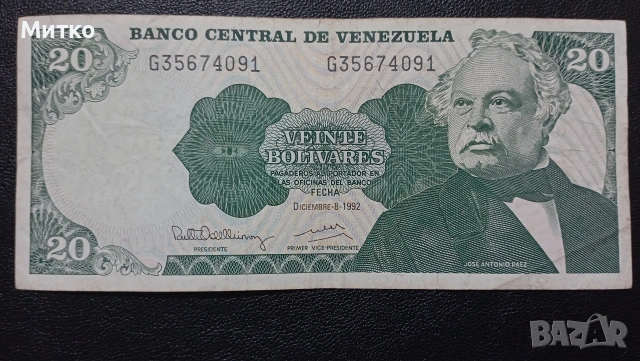 Митко
BANCO CENTRAL DE VENEZUELA
20
G35674091
G35674091
20
VEINTE
BOLIVARES
PAGADEROS AL PORTADOR EN
LAS OFICINAS DEL BANCO
FECHA
DICIEMBRE-8-1992
PRESIDENTE
PRIMER VICE-PRESIDENTE
20
JOSE ANTONIO PAEZ
BAZAR